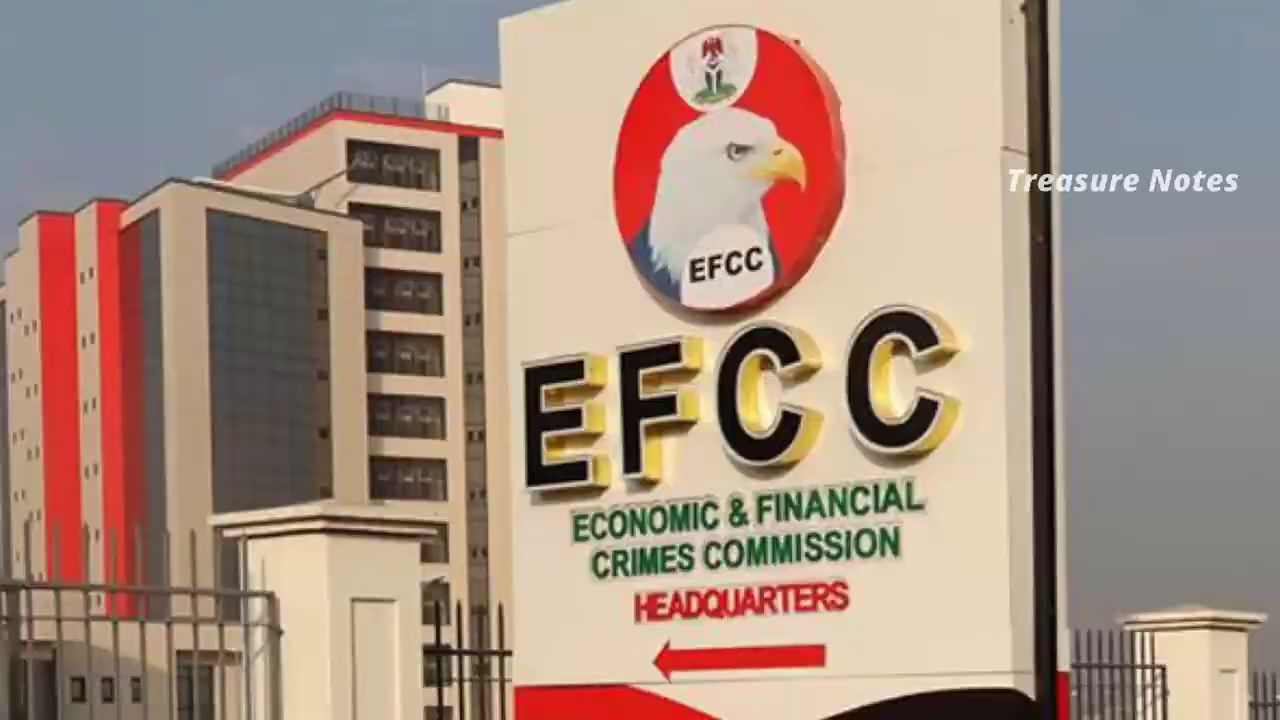 Treasure Notes
EFCC
EFCC
ECONOMIC & FINANCIAL
CRIMES COMMISSION
HEADQUARTERS